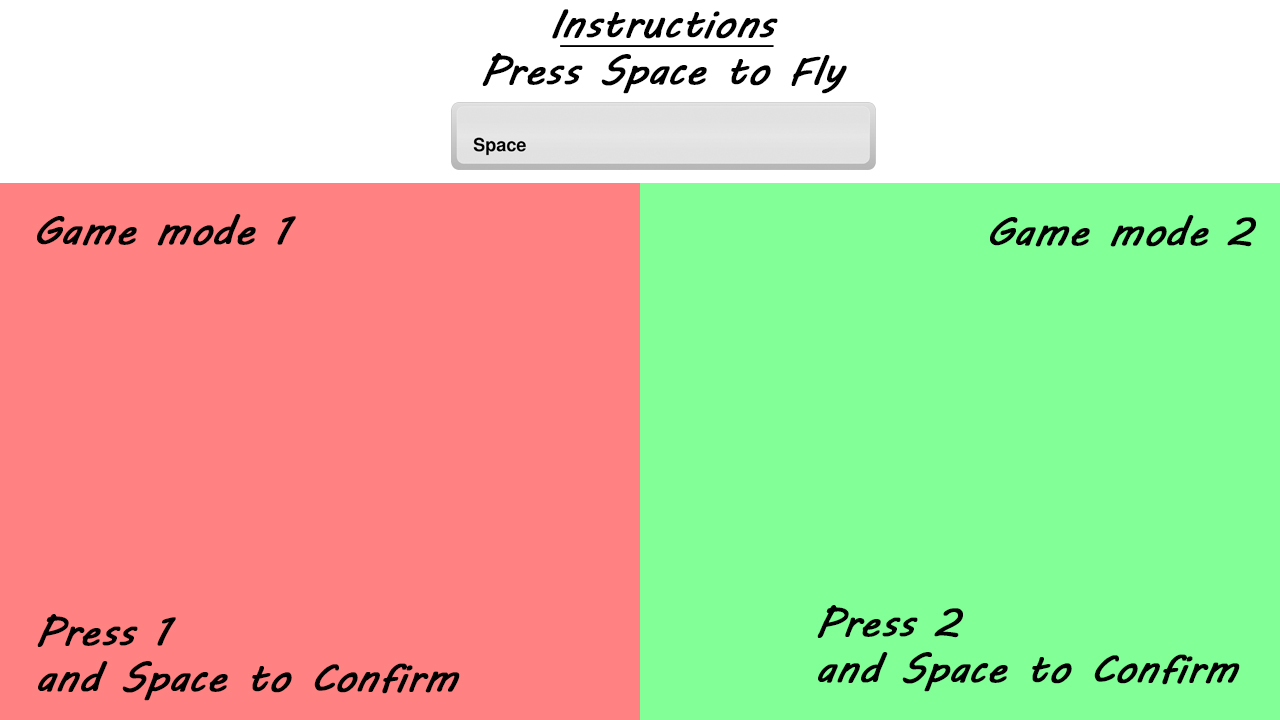 Instructions
Press Space to Fly
Space
Game mode 1
Game mode 2
Press 1
and Space to Confirm
Press 2
and Space to Confirm